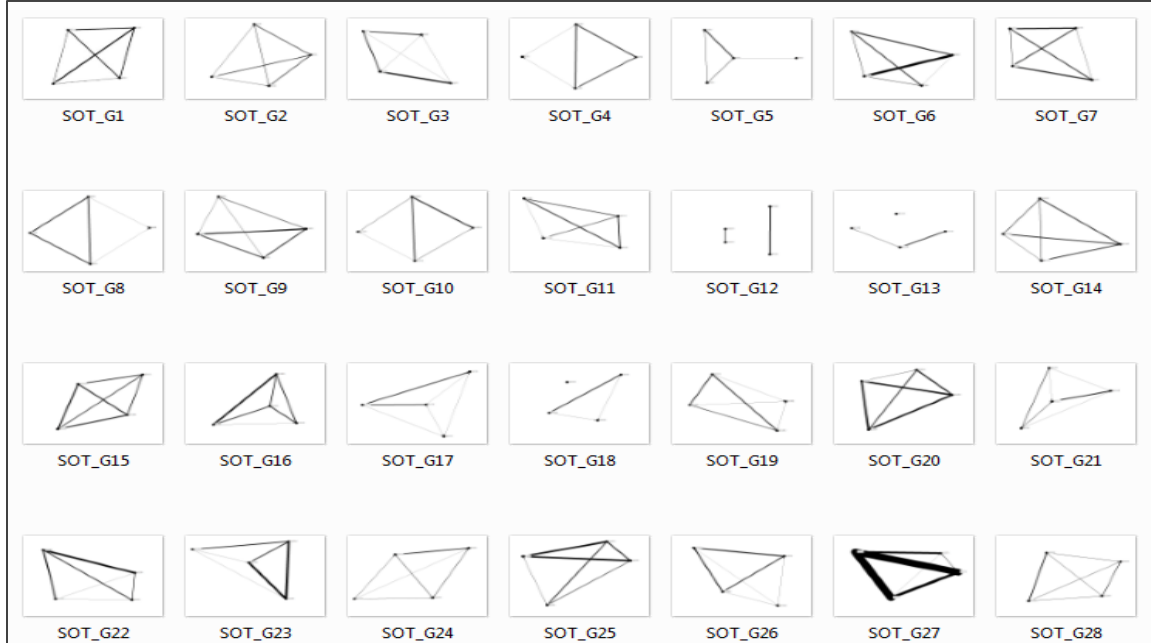 SOT_G1 SOT_G2 SOT_G3 SOT_G4 SOT_G5 SOT_G6 SOT_G7
SOT_G8 SOT_G9 SOT_G10 SOT_G11 SOT_G12 SOT_G13 SOT_G14
SOT_G15 SOT_G16 SOT_G17 SOT_G18 SOT_G19 SOT_G20 SOT_G21
SOT_G22 SOT_G23 SOT_G24 SOT_G25 SOT_G26 SOT_G27 SOT_G28